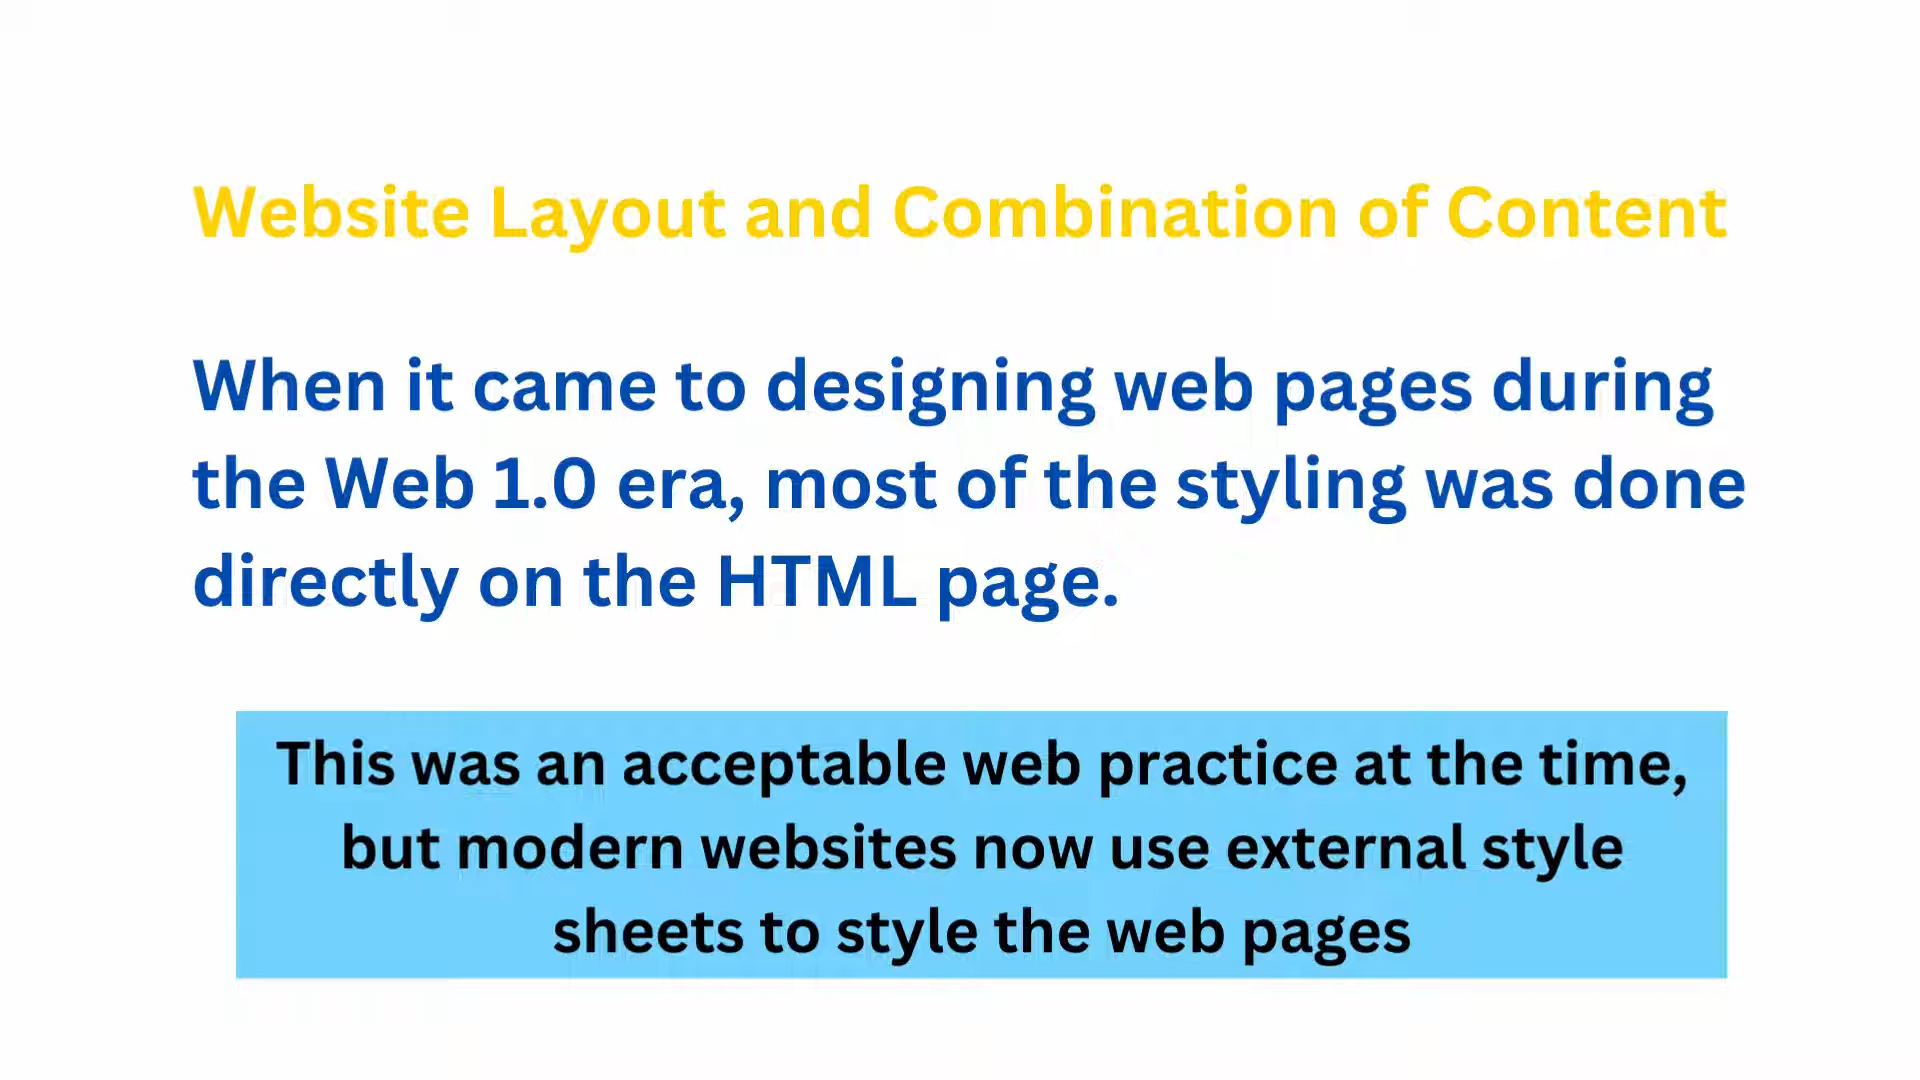 Website Layout and Combination of Content
When it came to designing web pages during
the Web 1.0 era, most of the styling was done
directly on the HTML page.
This was an acceptable web practice at the time,
but modern websites now use external style
sheets to style the web pages